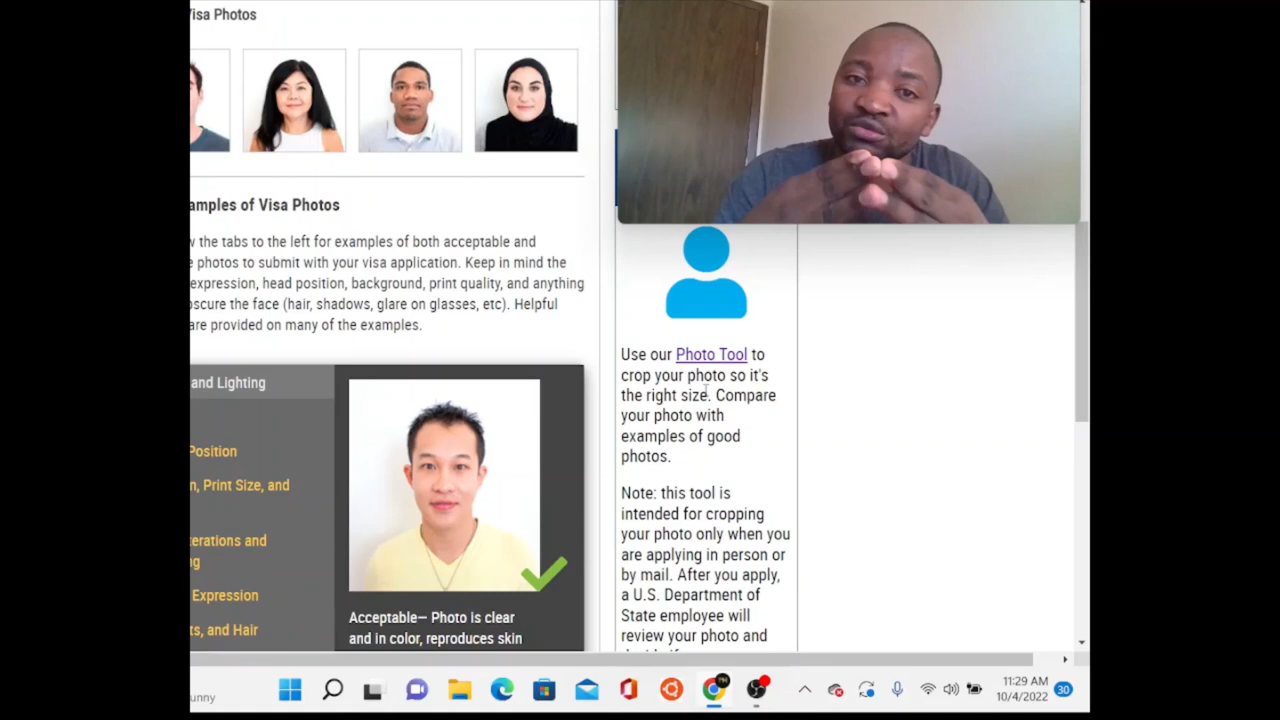 Visa Photos
amples of Visa Photos
w the tabs to the left for examples of both acceptable and
e photos to submit with your visa application. Keep in mind the
expression, head position, background, print quality, and anything
bscure the face (hair, shadows, glare on glasses, etc). Helpful
are provided on many of the examples.
and Lighting
Position
n, Print Size, and
terations and
ng
Expression
ts, and Hair
Acceptable— Photo is clear
and in color, reproduces skin
Use our Photo Tool to
crop your photo so it's
the right size. Compare
your photo with
examples of good
photos.
Note: this tool is
intended for cropping
your photo only when you
are applying in person or
by mail. After you apply,
a U.S. Department of
State employee will
review your photo and
unny
PM
11:29 AM
10/4/2022
30